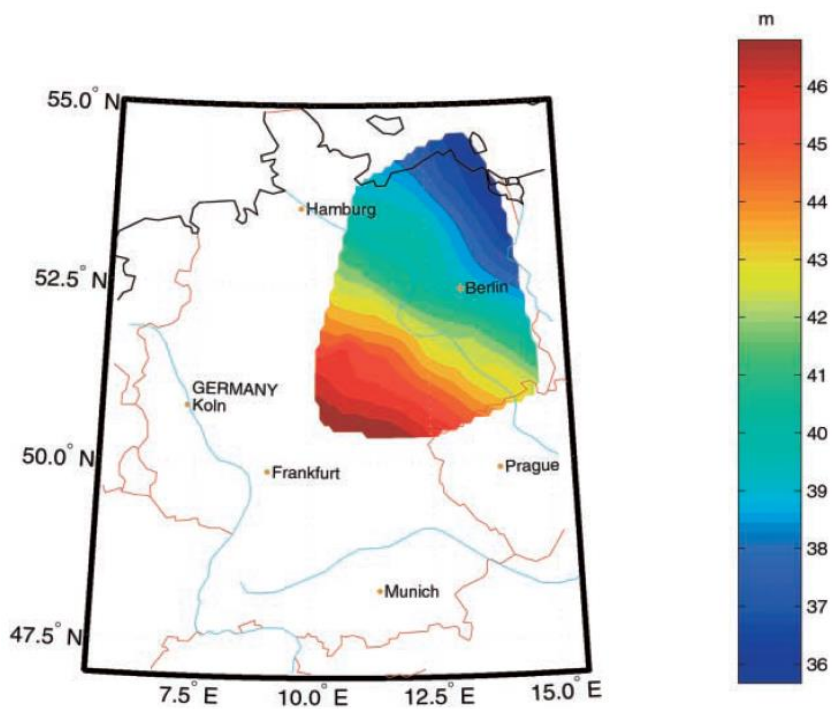 m
55.0° N
46
45
Hamburg
44
43
52.5° N
Berlin
42
41
GERMANY
Koln
40
50.0° N
Prague
Frankfurt
39
38
Munich
37
47.5° N
36
7.5° E
10.0° E
12.5° E
15.0° E